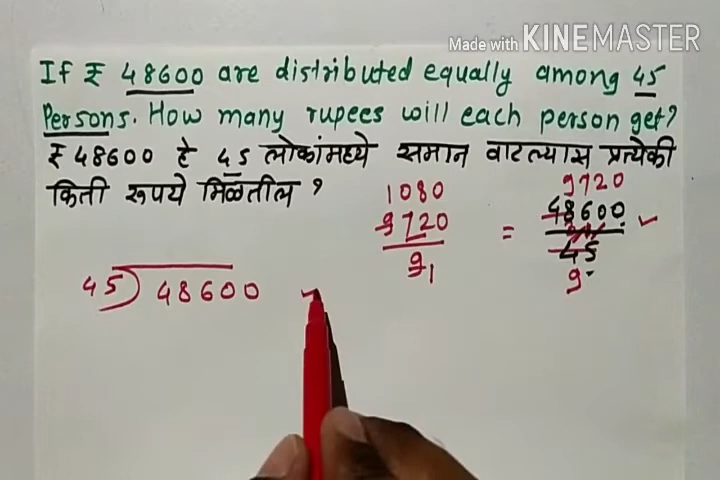 Made with KINEMASTER
If ₹ 48600 are distributed equally among 45
Persons. How many rupees will each person get?
₹ 48600 हे 45 लोकांमध्ये समान वाटल्यास प्रत्येकी
किती रूपये मिळतील ?
1080
9720
9 1
=
9720
48600
45
9
45 ) 48600